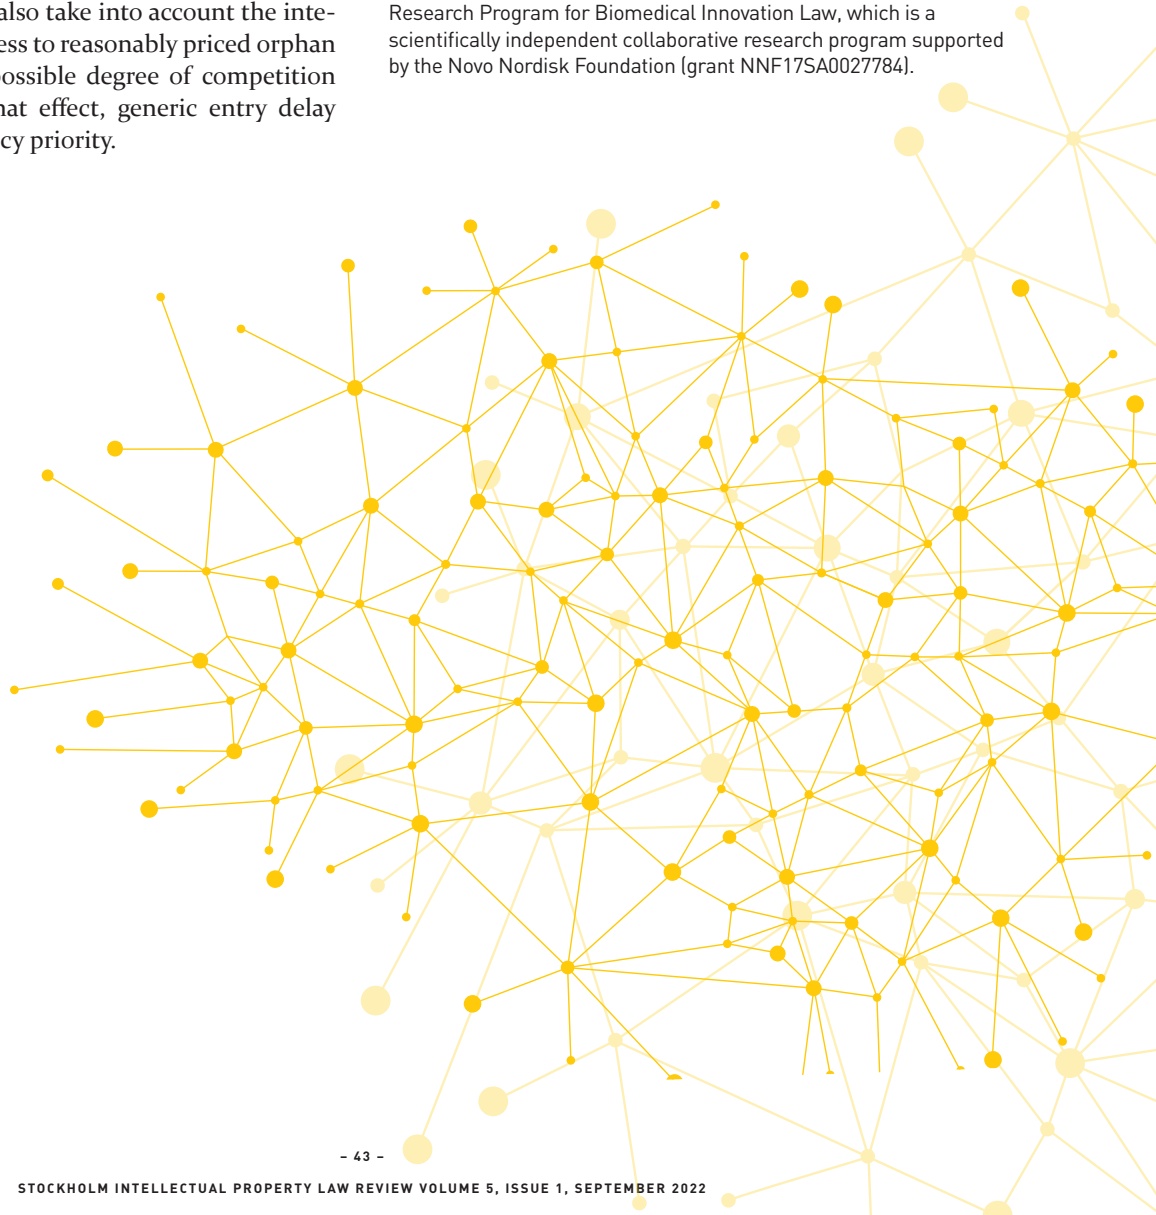 also take into account the inte-
ess to reasonably priced orphan
possible degree of competition
hat effect, generic entry delay
cy priority.
Research Program for Biomedical Innovation Law, which is a
scientifically independent collaborative research program supported
by the Novo Nordisk Foundation (grant NNF17SA0027784).
– 43 –
STOCKHOLM INTELLECTUAL PROPERTY LAW REVIEW VOLUME 5, ISSUE 1, SEPTEMBER 2022